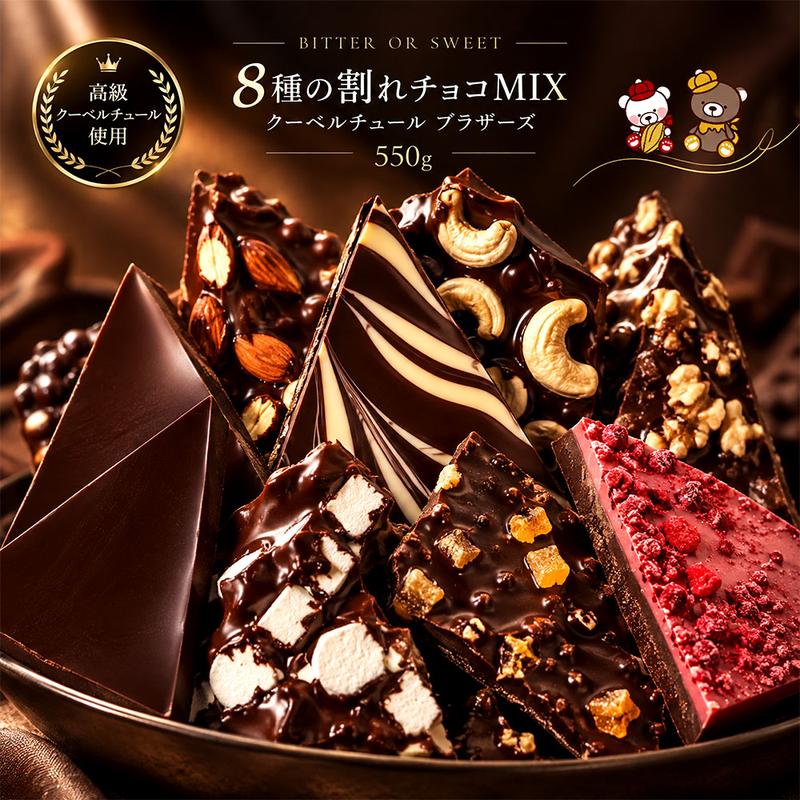 BITTER OR SWEET
8種の割れチョコMIX
クーベルチュール ブラザーズ
550g
高級
クーベルチュール
使用